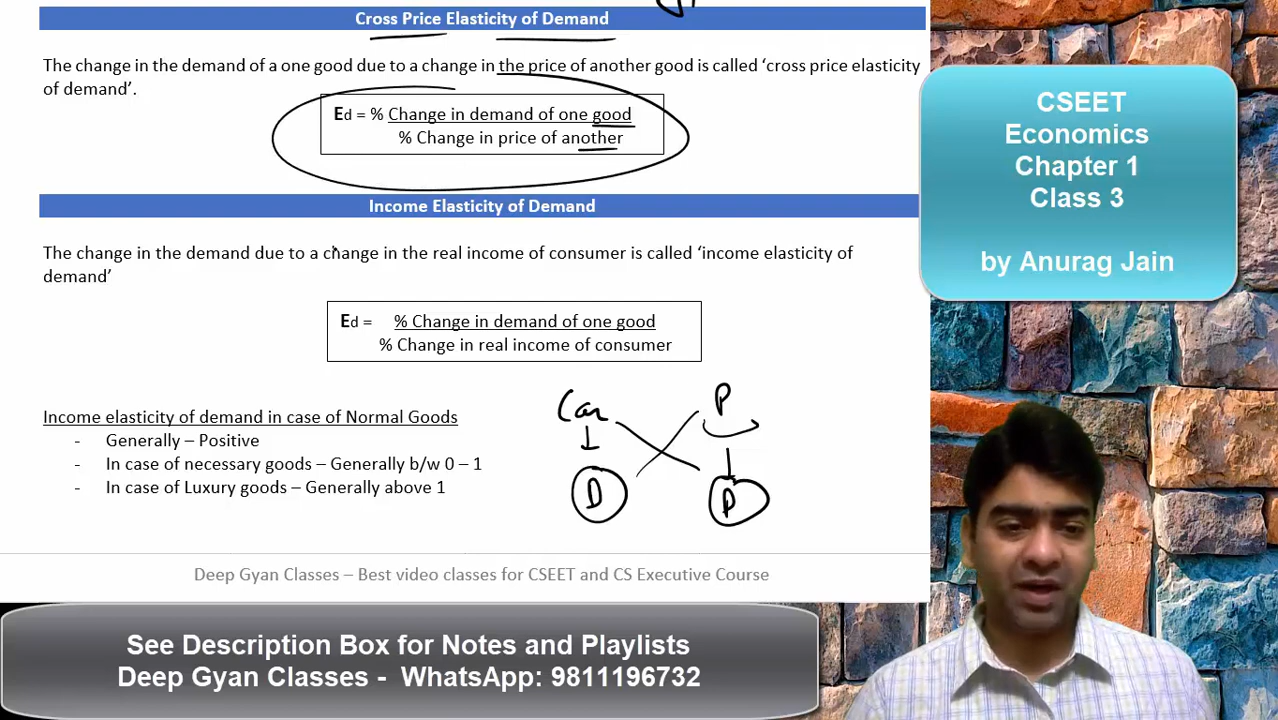 Cross Price Elasticity of Demand
The change in the demand of a one good due to a change in the price of another good is called ‘cross price elasticity
of demand’.
Ed = % Change in demand of one good
% Change in price of another
Income Elasticity of Demand
The change in the demand due to a change in the real income of consumer is called ‘income elasticity of
demand’
Ed = % Change in demand of one good
% Change in real income of consumer
Car P
Income elasticity of demand in case of Normal Goods
- Generally – Positive
- In case of necessary goods – Generally b/w 0 – 1
- In case of Luxury goods – Generally above 1
D P
Deep Gyan Classes – Best video classes for CSEET and CS Executive Course
CSEET
Economics
Chapter 1
Class 3
by Anurag Jain
See Description Box for Notes and Playlists
Deep Gyan Classes - WhatsApp: 9811196732